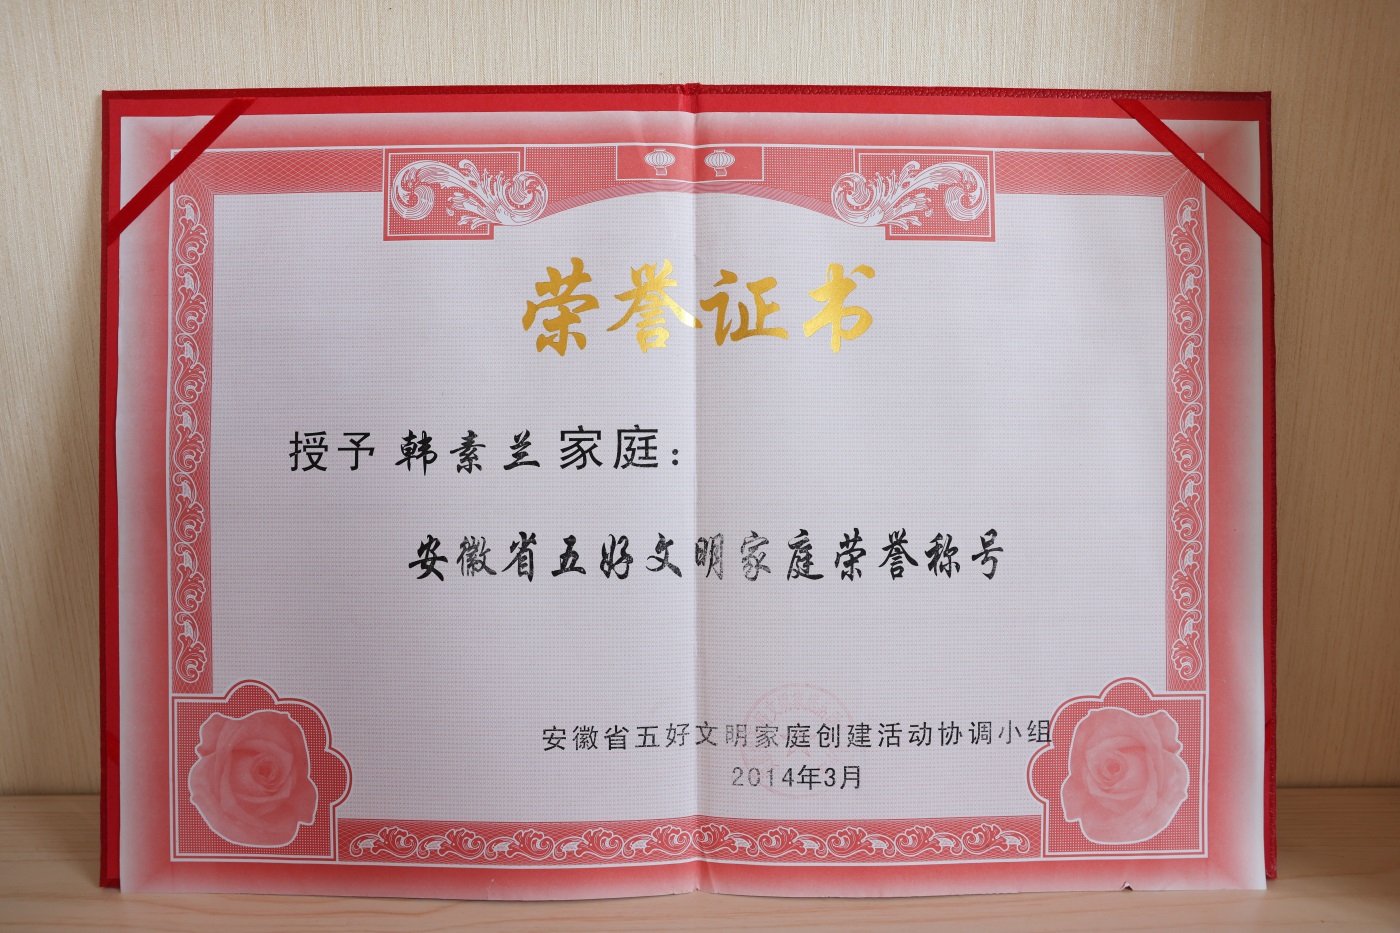 荣誉证书
授予 韩素兰 家庭：
安徽省五好文明家庭荣誉称号
安徽省五好文明家庭创建活动协调小组
2014年3月